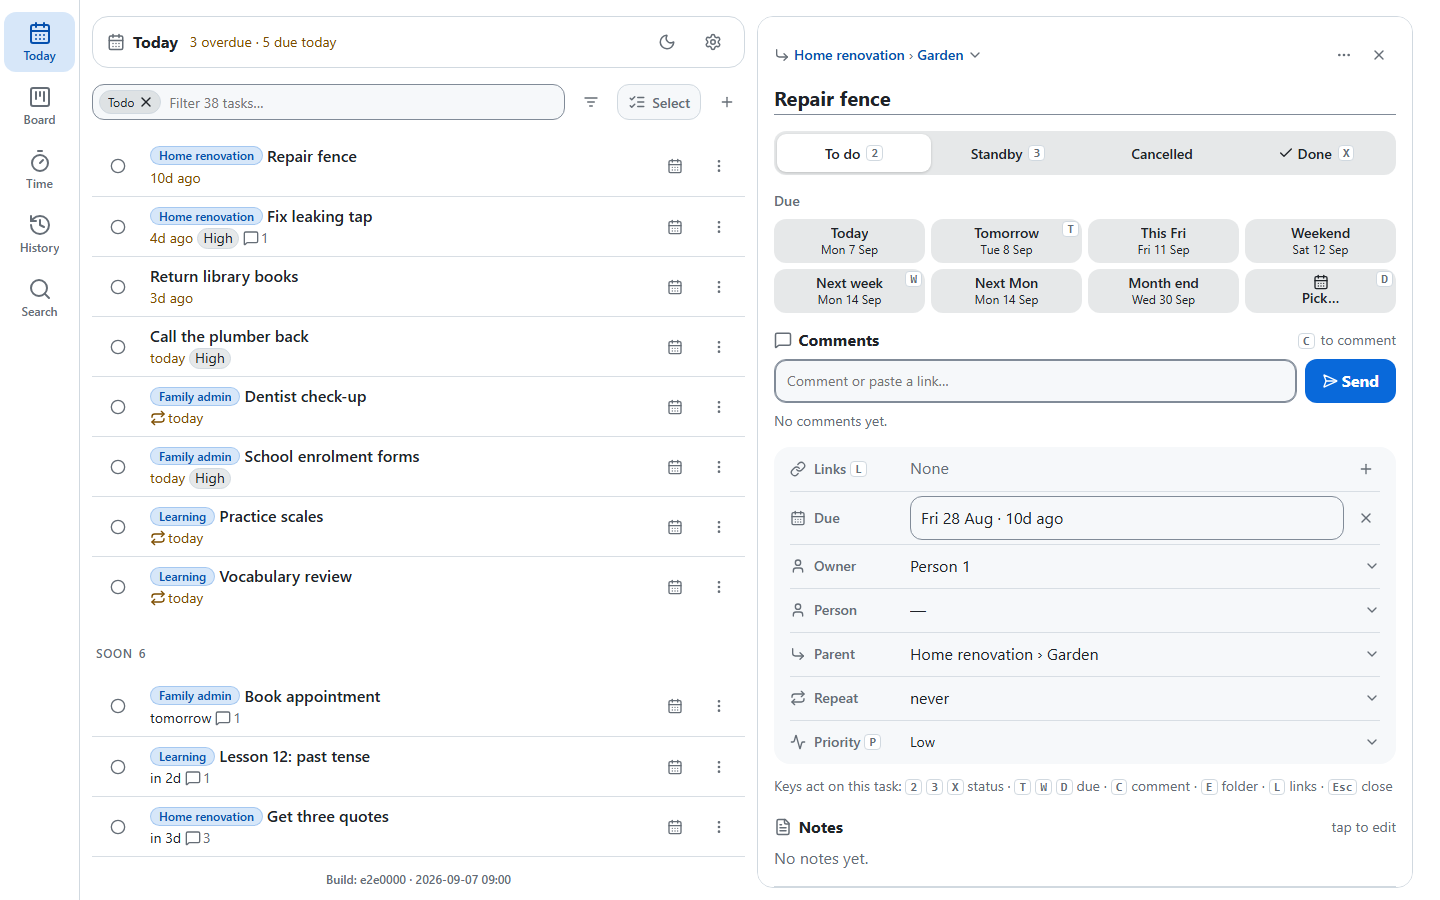 Today
Board
Time
History
Search
Today 3 overdue · 5 due today
Todo Filter 38 tasks... Select
Home renovation Repair fence
10d ago
Home renovation Fix leaking tap
4d ago High 1
Return library books
3d ago
Call the plumber back
today High
Family admin Dentist check-up
today
Family admin School enrolment forms
today High
Learning Practice scales
today
Learning Vocabulary review
today
SOON 6
Family admin Book appointment
tomorrow 1
Learning Lesson 12: past tense
in 2d 1
Home renovation Get three quotes
in 3d 3
Build: e2e0000 · 2026-09-07 09:00
Home renovation › Garden
Repair fence
To do 2 Standby 3 Cancelled Done X
Due
Today Tomorrow T This Fri Weekend
Mon 7 Sep Tue 8 Sep Fri 11 Sep Sat 12 Sep
Next week W Next Mon Month end D
Mon 14 Sep Mon 14 Sep Wed 30 Sep Pick...
Comments C to comment
Comment or paste a link... Send
No comments yet.
Links L None
Due Fri 28 Aug · 10d ago
Owner Person 1
Person —
Parent Home renovation › Garden
Repeat never
Priority P Low
Keys act on this task: 2 3 X status · T W D due · C comment · E folder · L links · Esc close
Notes tap to edit
No notes yet.